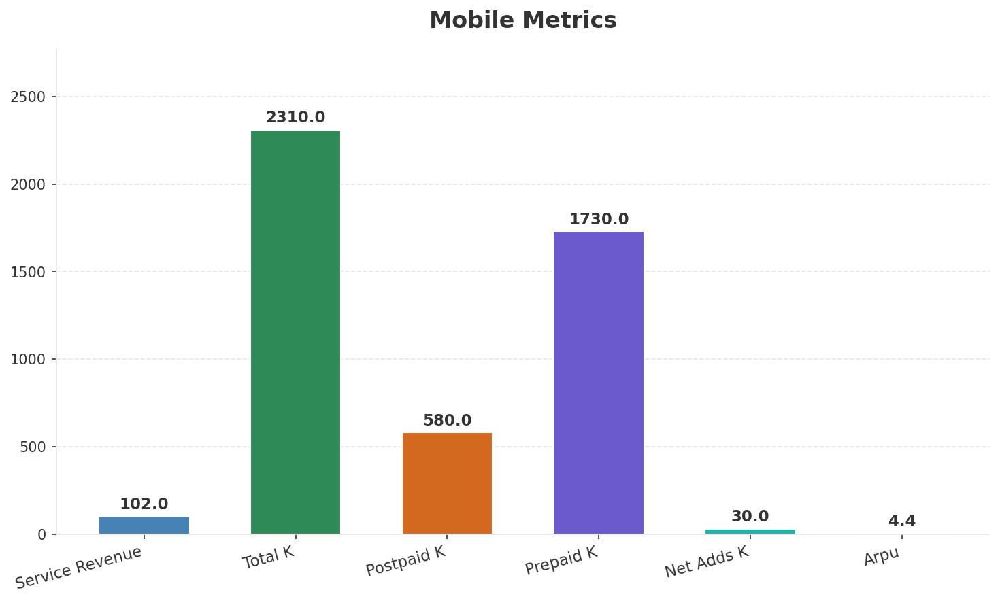 Mobile Metrics
2500
2000
1500
1000
500
0
102.0
2310.0
580.0
1730.0
30.0
4.4
Service Revenue
Total K
Postpaid K
Prepaid K
Net Adds K
Arpu